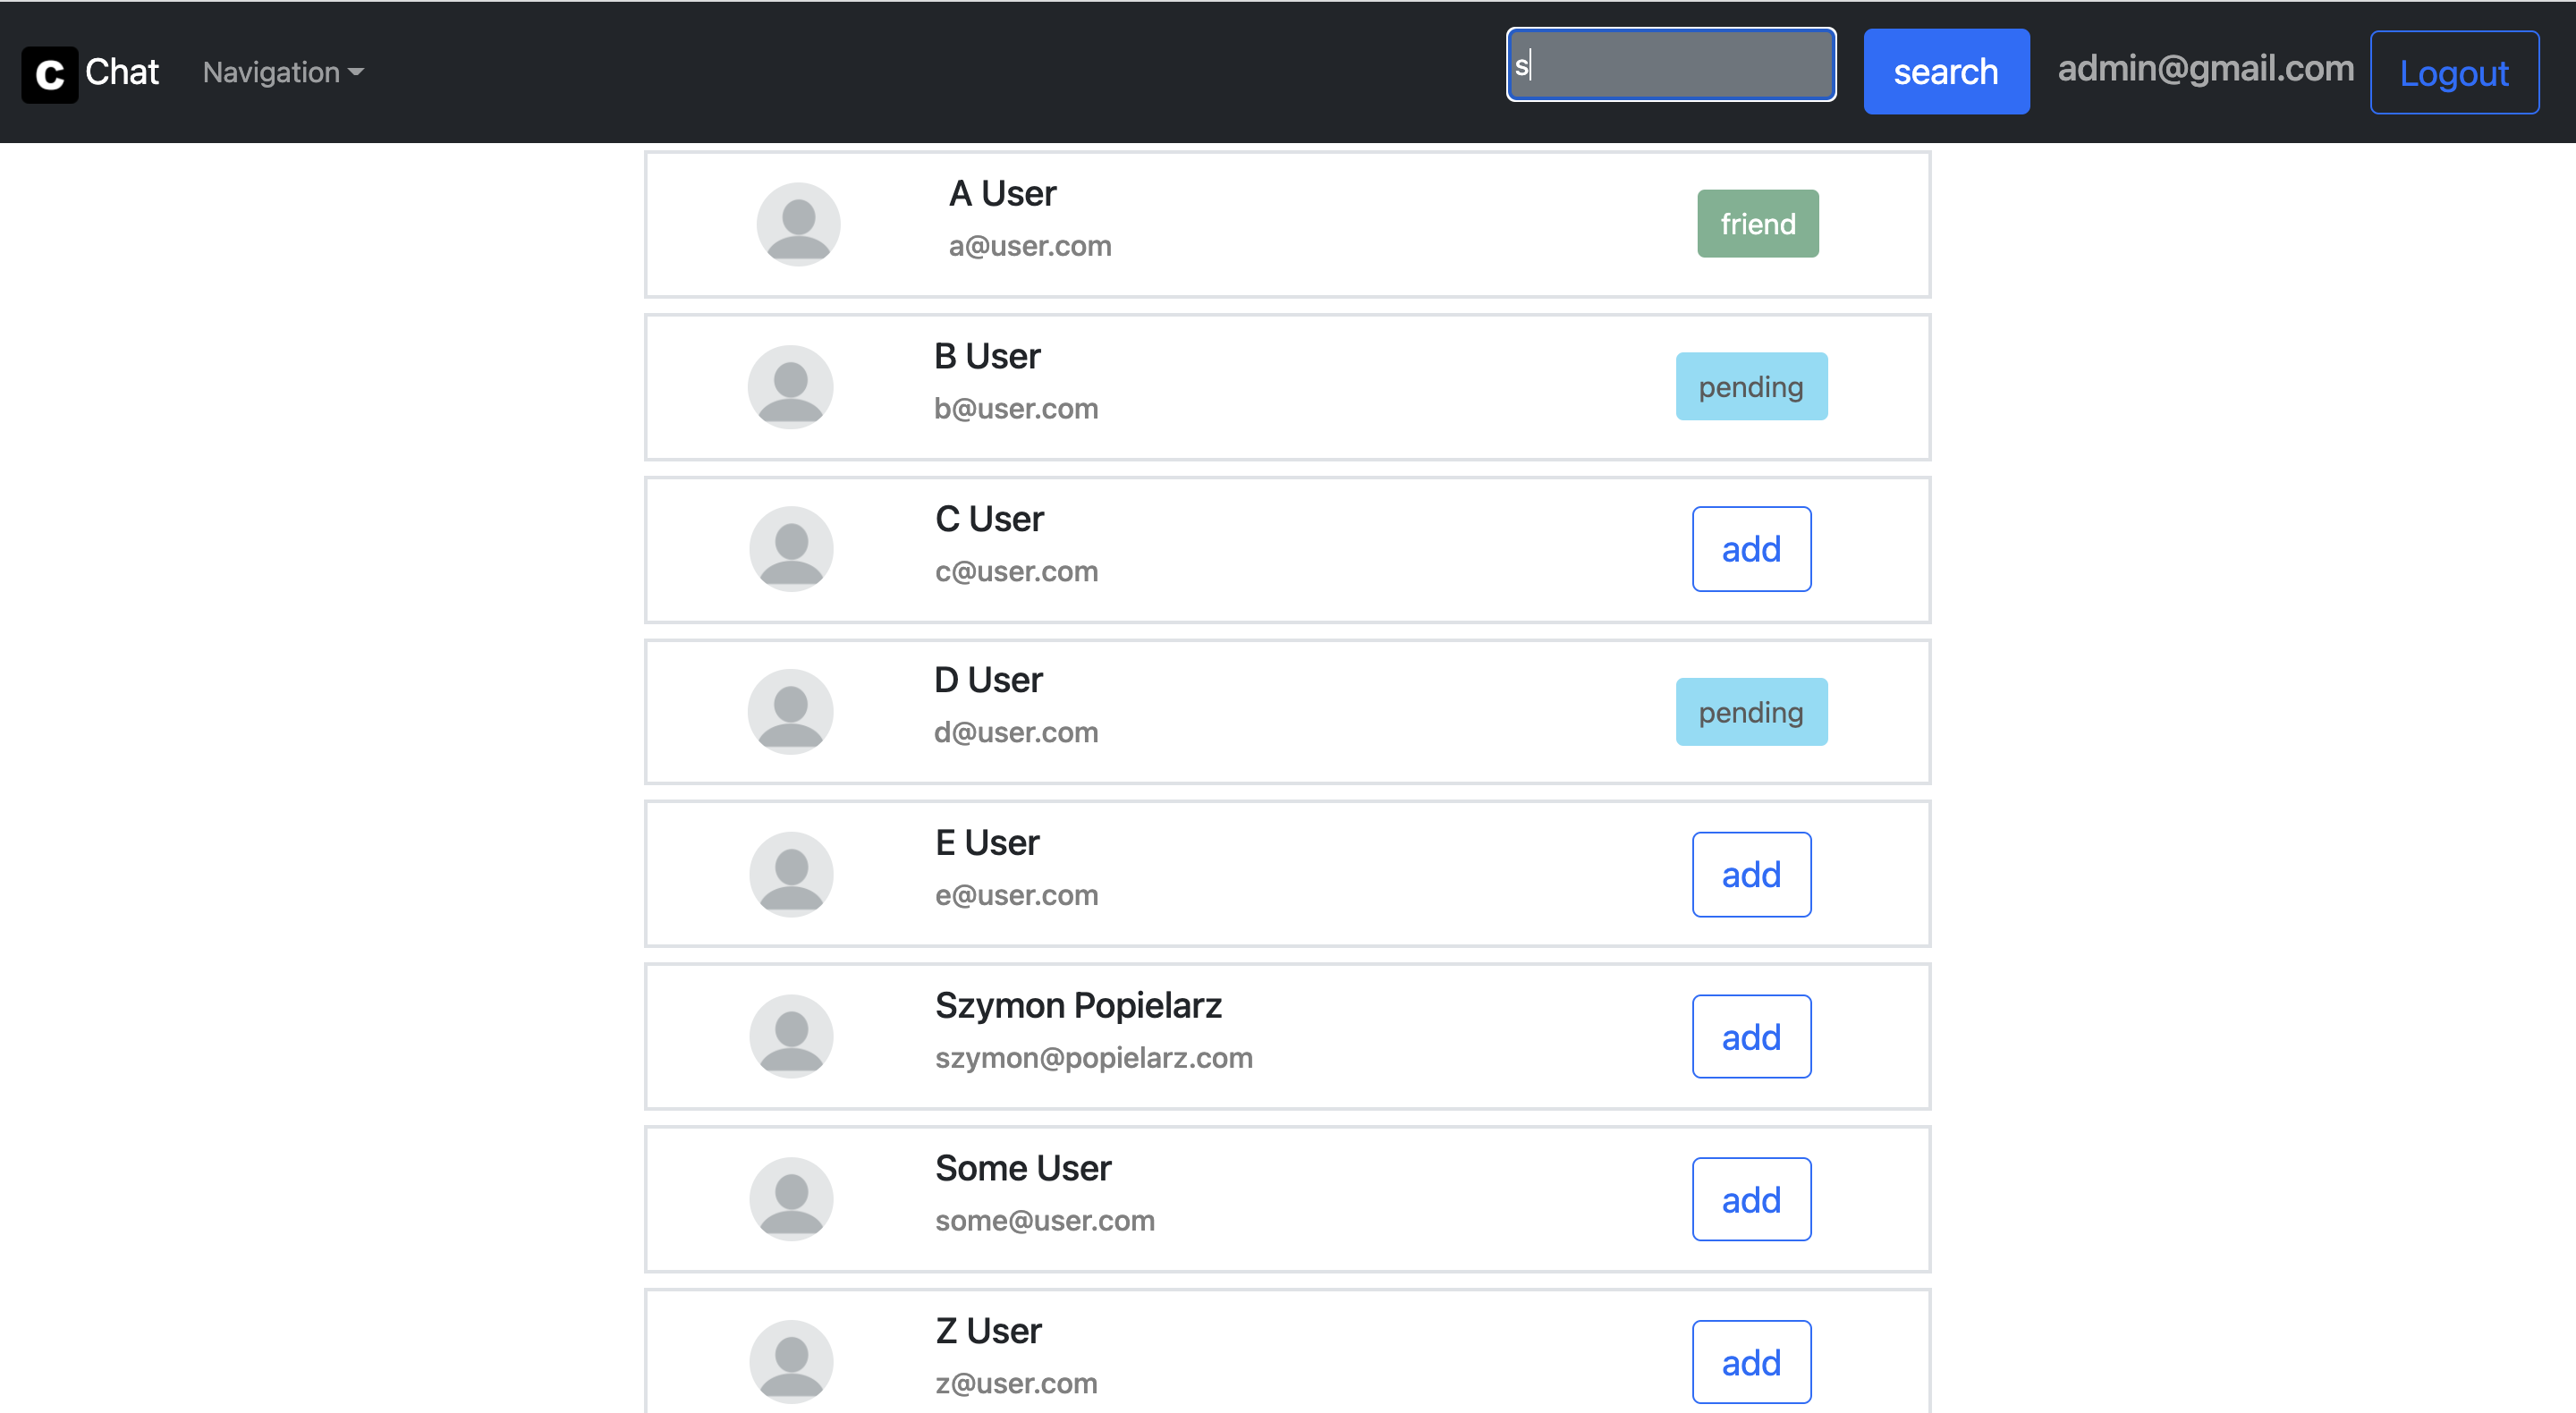 c Chat Navigation s search admin@gmail.com Logout
A User
a@user.com
friend
B User
b@user.com
pending
C User
c@user.com
add
D User
d@user.com
pending
E User
e@user.com
add
Szymon Popielarz
szymon@popielarz.com
add
Some User
some@user.com
add
Z User
z@user.com
add